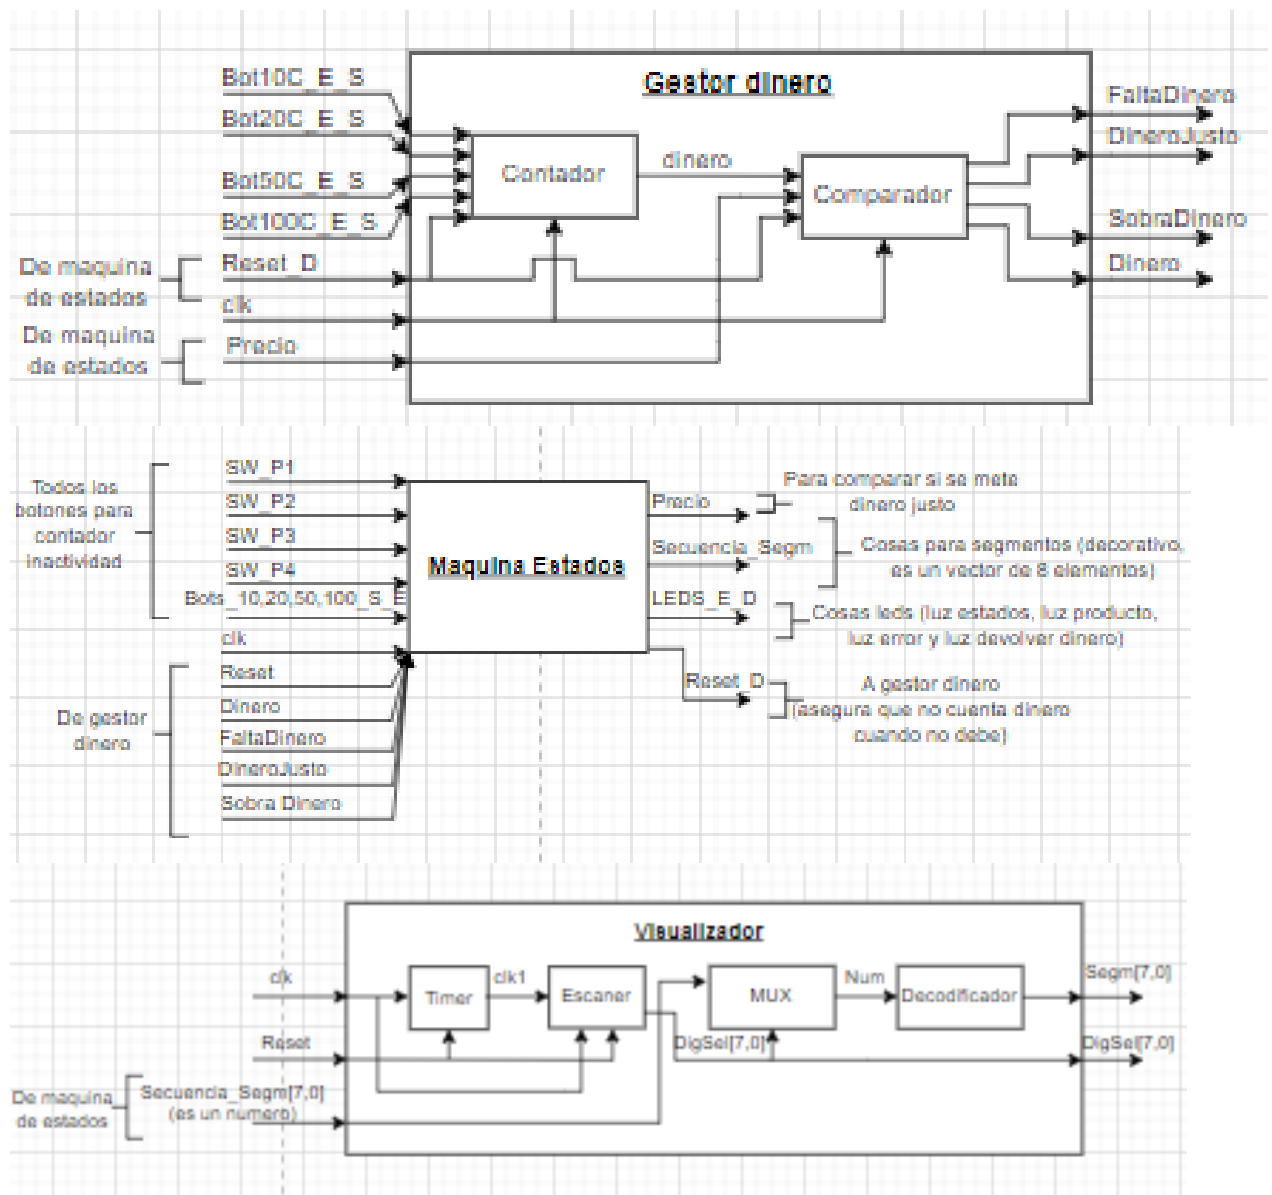 Gestor dinero
Bot10C_E_S
Bot20C_E_S
Bot50C_E_S
Bot100C_E_S
De maquina
de estados
Reset_D
clk
De maquina
de estados
Precio
Contador
dinero
Comparador
FaltaDinero
DineroJusto
SobraDinero
Dinero
Todos los
botones para
contador
inactividad
SW_P1
SW_P2
SW_P3
SW_P4
Bots_10,20,50,100_S_E
clk
De gestor
dinero
Reset
Dinero
FaltaDinero
DineroJusto
Sobra Dinero
Maquina Estados
Precio
Para comparar si se mete
dinero justo
Secuencia_Segm
Cosas para segmentos (decorativo,
es un vector de 8 elementos)
LEDS_E_D
Cosas leds (luz estados, luz producto,
luz error y luz devolver dinero)
Reset_D
A gestor dinero
(asegura que no cuenta dinero
cuando no debe)
Visualizador
clk
Reset
De maquina
de estados
Secuencia_Segm[7,0]
(es un numero)
Timer
clk1
Escaner
MUX
Num
Decodificador
DigSel[7,0]
Segm[7,0]
DigSel[7,0]